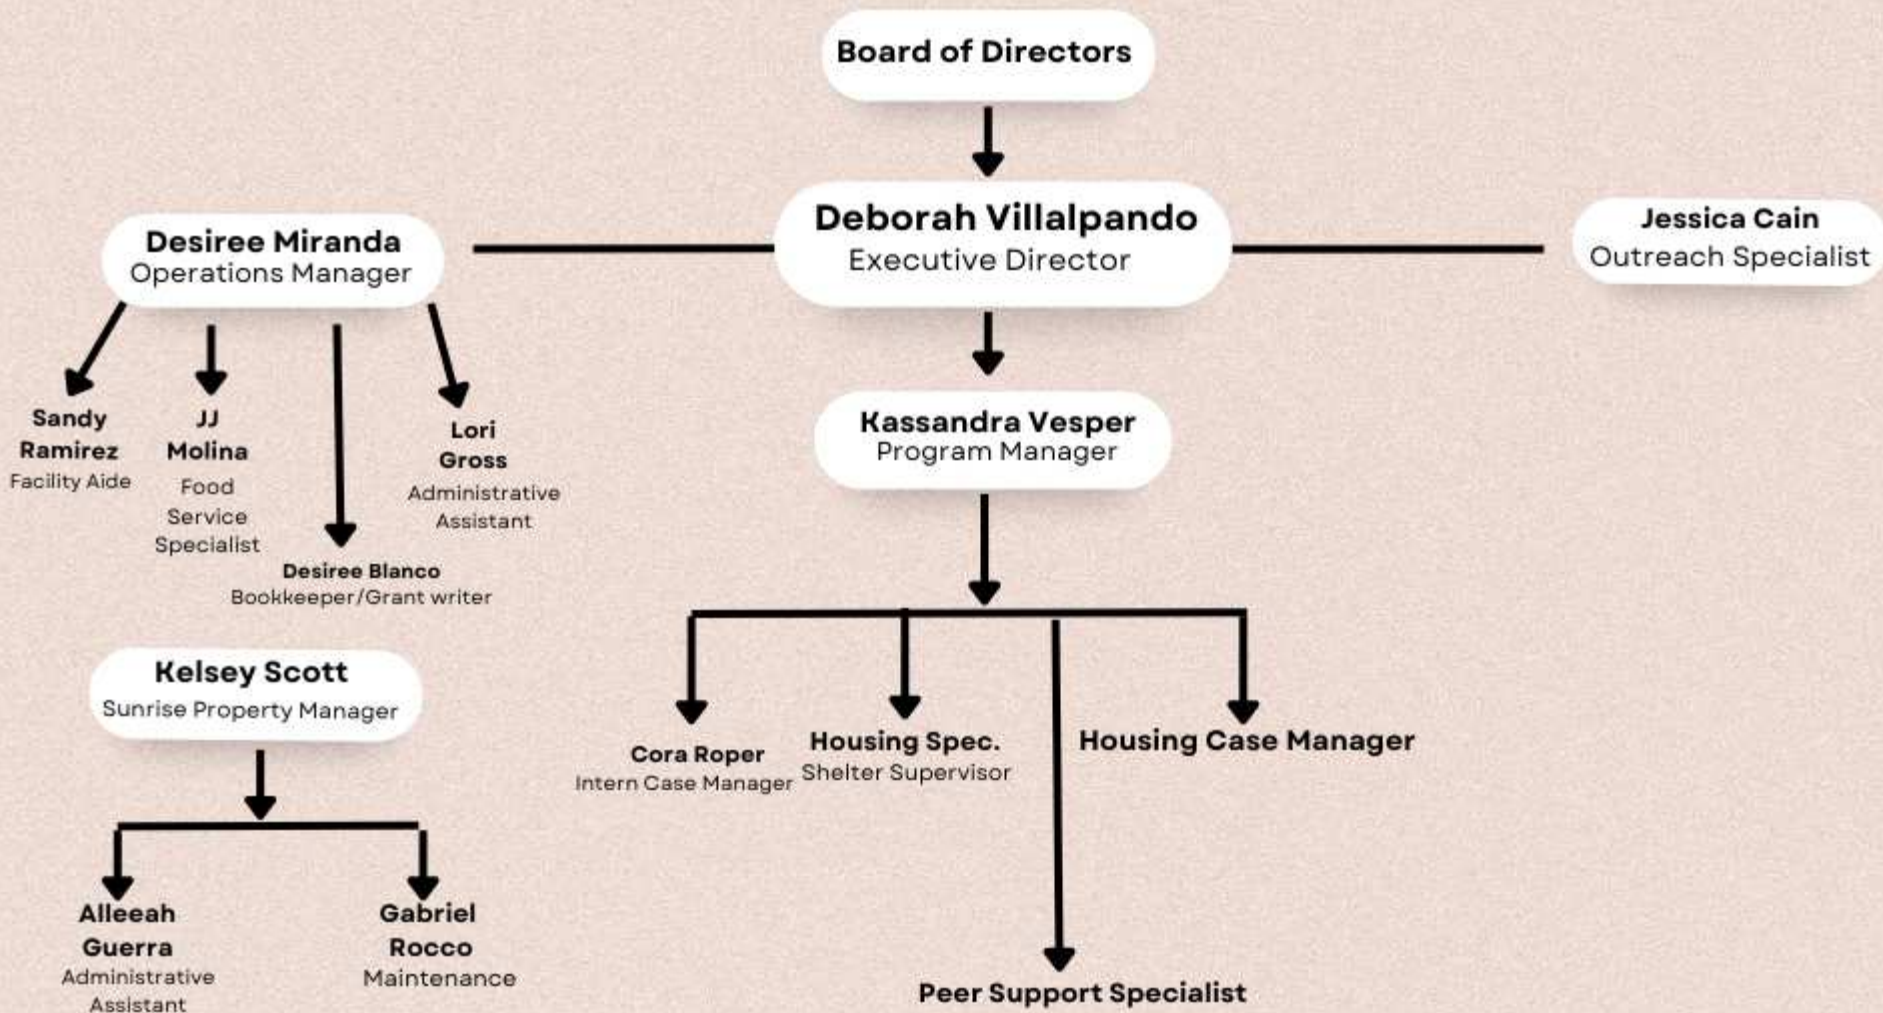 Board of Directors
Deborah Villalpando
Executive Director
Desiree Miranda
Operations Manager
Jessica Cain
Outreach Specialist
Sandy
Ramirez
Facility Aide
JJ
Molina
Food
Service
Specialist
Desiree Blanco
Bookkeeper/Grant writer
Lori
Gross
Administrative
Assistant
Kassandra Vesper
Program Manager
Kelsey Scott
Sunrise Property Manager
Alleeah
Guerra
Administrative
Assistant
Gabriel
Rocco
Maintenance
Cora Roper
Intern Case Manager
Housing Spec.
Shelter Supervisor
Housing Case Manager
Peer Support Specialist